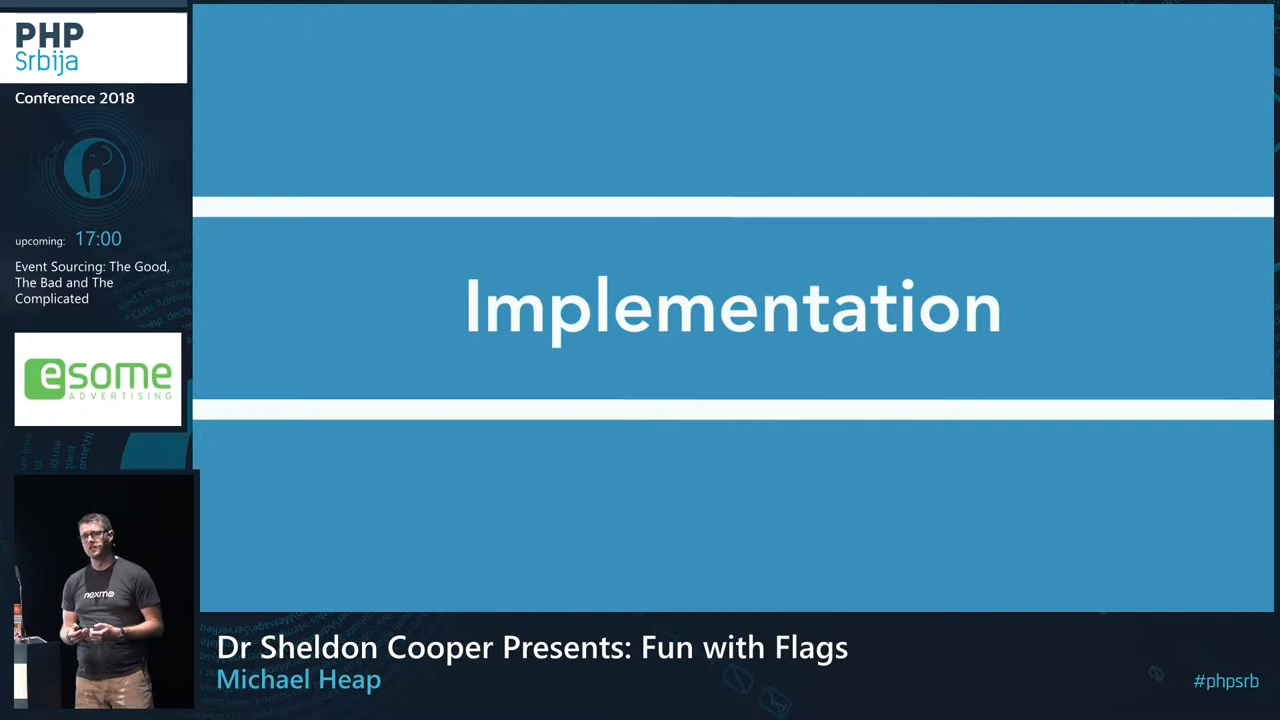 PHP
Srbija
Conference 2018
upcoming: 17:00
Event Sourcing: The Good,
The Bad and The
Complicated
esome
ADVERTISING
Implementation
nexmo
Dr Sheldon Cooper Presents: Fun with Flags
Michael Heap
#phpsrb